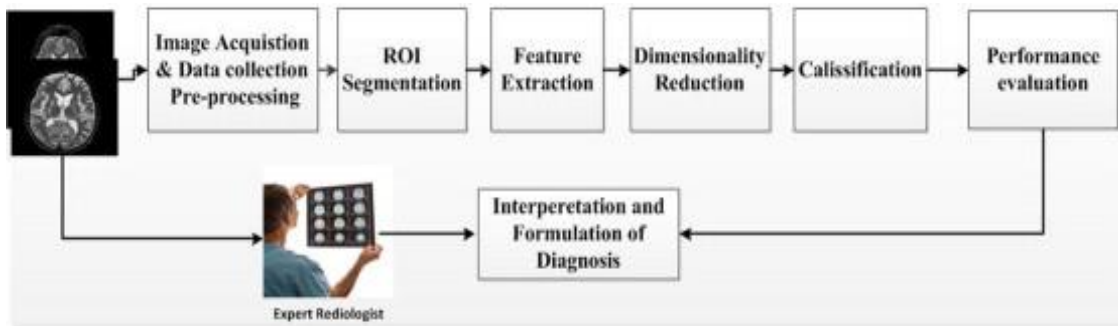 Image Acquistion
& Data collection
Pre-processing
ROI
Segmentation
Feature
Extraction
Dimensionality
Reduction
Calissification
Performance
evaluation
Interperetation and
Formulation of
Diagnosis
Expert Rediologist